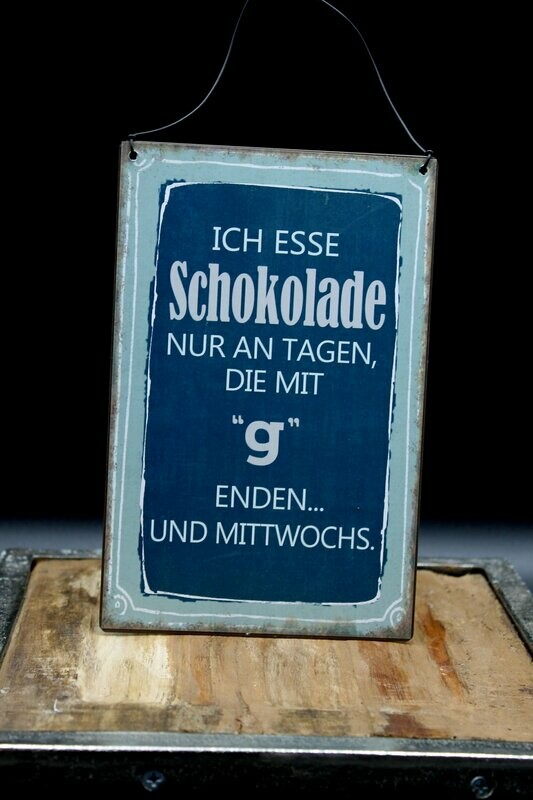 ICH ESSE
Schokolade
NUR AN TAGEN,
DIE MIT
“g”
ENDEN...
UND MITTWOCHS.